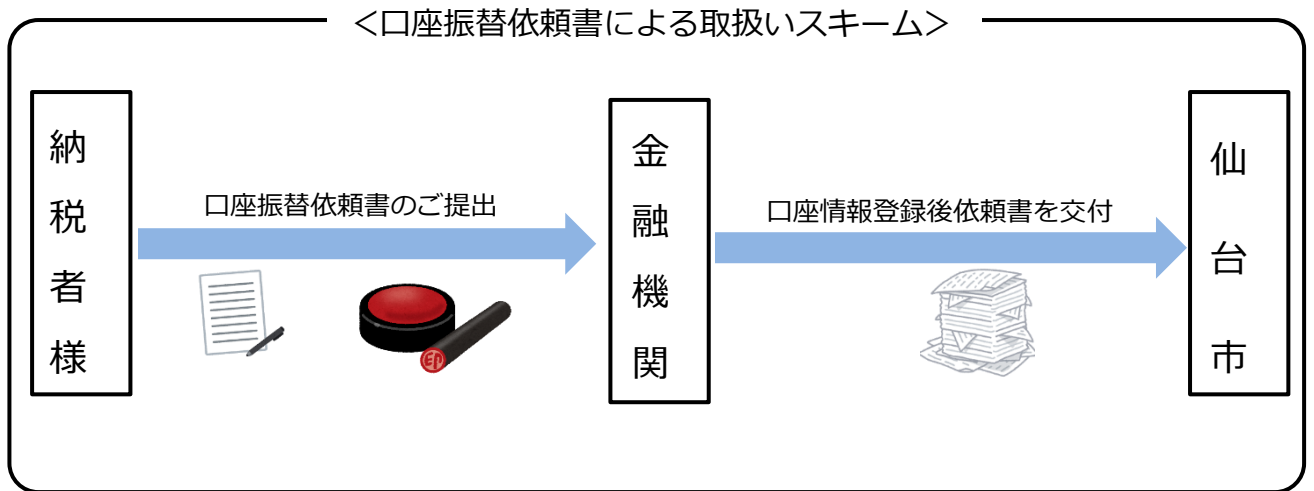 ＜口座振替依頼書による取扱いスキーム＞
納税者様
口座振替依頼書のご提出
印
金融機関
口座情報登録後依頼書を交付
仙台市